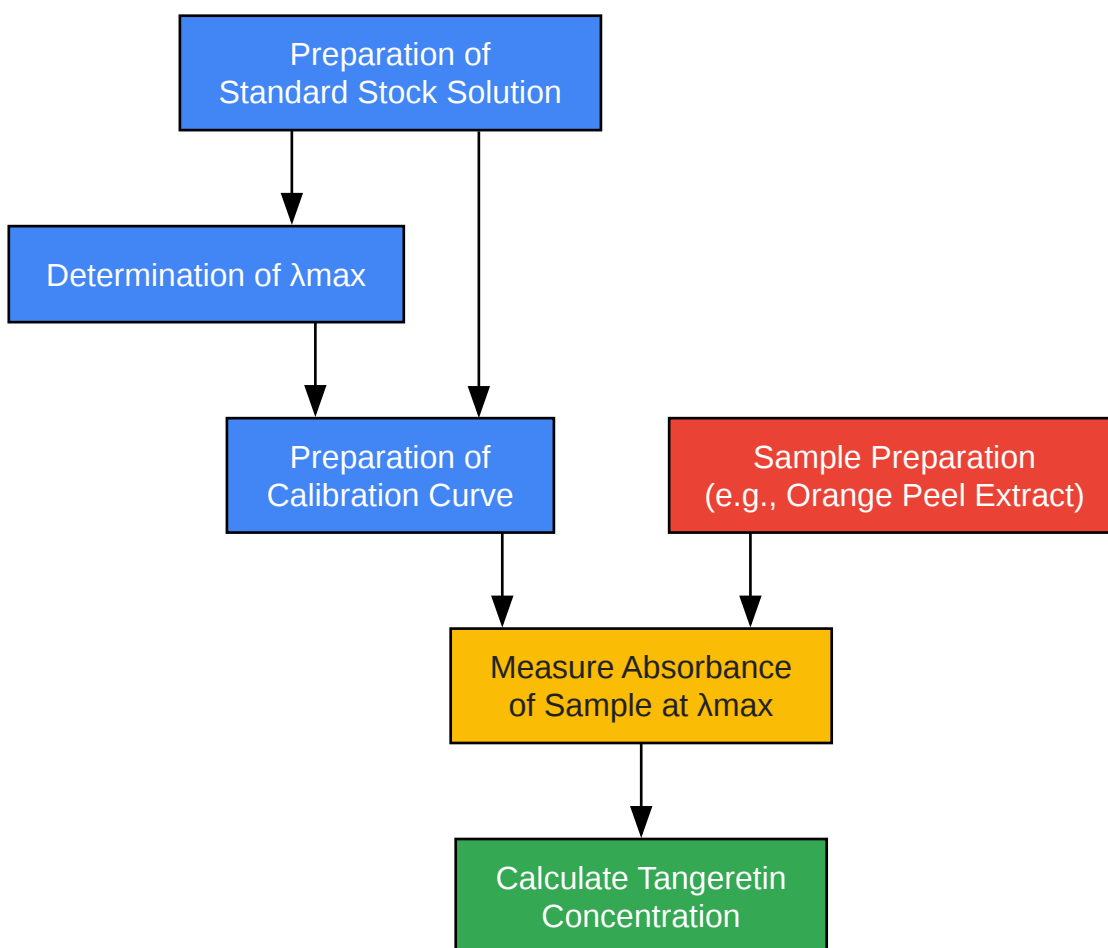 Preparation of
Standard Stock Solution
Determination of λmax
Preparation of
Calibration Curve
Sample Preparation
(e.g., Orange Peel Extract)
Measure Absorbance
of Sample at λmax
Calculate Tangeretin
Concentration